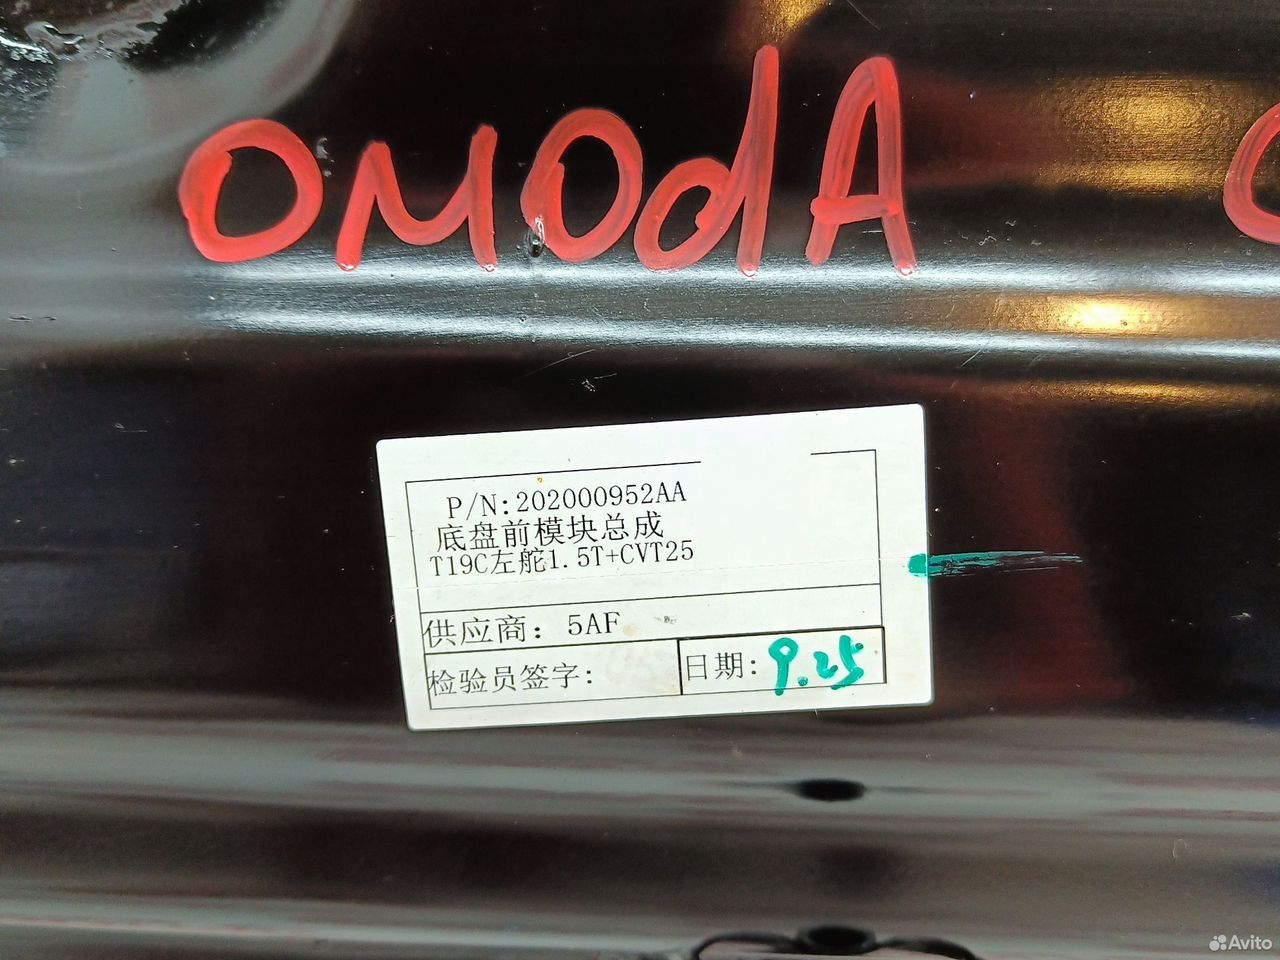 OMOdA
P/N:202000952AA
底盘前模块总成
T19C左舵1.5T+CVT25
供应商：5AF
检验员签字:
日期:9.25
Avito